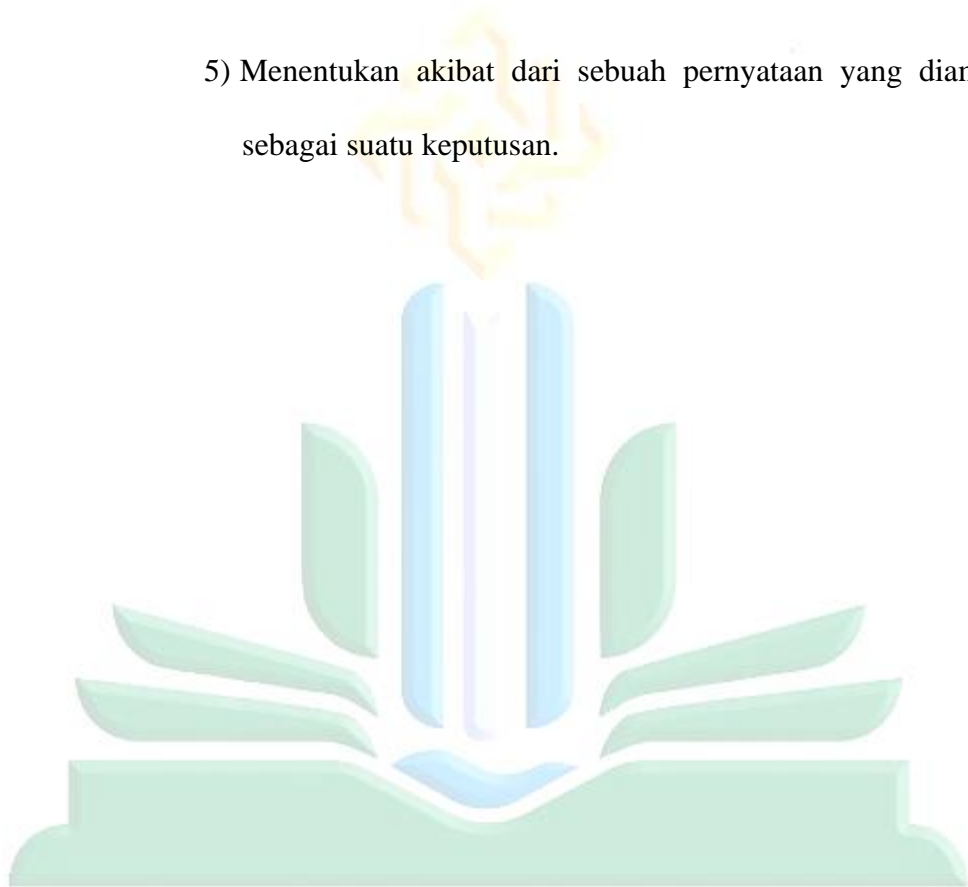 5) Menentukan akibat dari sebuah pernyataan yang
sebagai suatu keputusan.